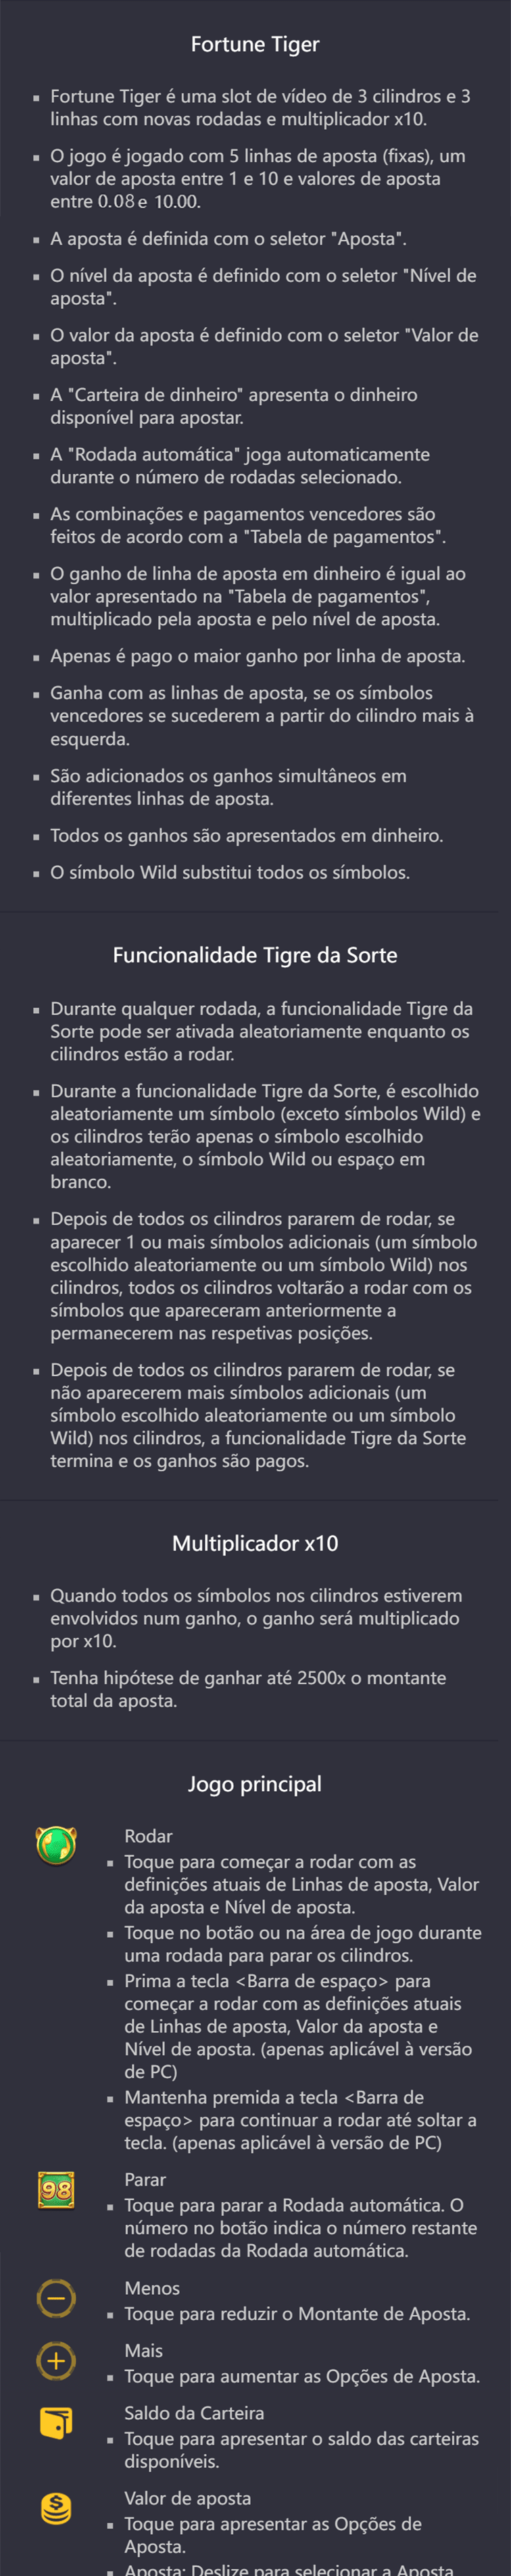 Fortune Tiger
▪ Fortune Tiger é uma slot de vídeo de 3 cilindros e 3
linhas com novas rodadas e multiplicador x10.
▪ O jogo é jogado com 5 linhas de aposta (fixas), um
valor de aposta entre 1 e 10 e valores de aposta
entre 0.08 e 10.00.
▪ A aposta é definida com o seletor "Aposta".
▪ O nível da aposta é definido com o seletor "Nível de
aposta".
▪ O valor da aposta é definido com o seletor "Valor de
aposta".
▪ A "Carteira de dinheiro" apresenta o dinheiro
disponível para apostar.
▪ A "Rodada automática" joga automaticamente
durante o número de rodadas selecionado.
▪ As combinações e pagamentos vencedores são
feitos de acordo com a "Tabela de pagamentos".
▪ O ganho de linha de aposta em dinheiro é igual ao
valor apresentado na "Tabela de pagamentos",
multiplicado pela aposta e pelo nível de aposta.
▪ Apenas é pago o maior ganho por linha de aposta.
▪ Ganha com as linhas de aposta, se os símbolos
vencedores se sucederem a partir do cilindro mais à
esquerda.
▪ São adicionados os ganhos simultâneos em
diferentes linhas de aposta.
▪ Todos os ganhos são apresentados em dinheiro.
▪ O símbolo Wild substitui todos os símbolos.
Funcionalidade Tigre da Sorte
▪ Durante qualquer rodada, a funcionalidade Tigre da
Sorte pode ser ativada aleatoriamente enquanto os
cilindros estão a rodar.
▪ Durante a funcionalidade Tigre da Sorte, é escolhido
aleatoriamente um símbolo (exceto símbolos Wild) e
os cilindros terão apenas o símbolo escolhido
aleatoriamente, o símbolo Wild ou espaço em
branco.
▪ Depois de todos os cilindros pararem de rodar, se
aparecer 1 ou mais símbolos adicionais (um símbolo
escolhido aleatoriamente ou um símbolo Wild) nos
cilindros, todos os cilindros voltarão a rodar com os
símbolos que apareceram anteriormente a
permanecerem nas respetivas posições.
▪ Depois de todos os cilindros pararem de rodar, se
não aparecerem mais símbolos adicionais (um
símbolo escolhido aleatoriamente ou um símbolo
Wild) nos cilindros, a funcionalidade Tigre da Sorte
termina e os ganhos são pagos.
Multiplicador x10
▪ Quando todos os símbolos nos cilindros estiverem
envolvidos num ganho, o ganho será multiplicado
por x10.
▪ Tenha hipótese de ganhar até 2500x o montante
total da aposta.
Jogo principal
Rodar
▪ Toque para começar a rodar com as
definições atuais de Linhas de aposta, Valor
da aposta e Nível de aposta.
▪ Toque no botão ou na área de jogo durante
uma rodada para parar os cilindros.
▪ Prima a tecla <Barra de espaço> para
começar a rodar com as definições atuais
de Linhas de aposta, Valor da aposta e
Nível de aposta. (apenas aplicável à versão
de PC)
▪ Mantenha premida a tecla <Barra de
espaço> para continuar a rodar até soltar a
tecla. (apenas aplicável à versão de PC)
98
Parar
▪ Toque para parar a Rodada automática. O
número no botão indica o número restante
de rodadas da Rodada automática.
Menos
▪ Toque para reduzir o Montante de Aposta.
Mais
▪ Toque para aumentar as Opções de Aposta.
Saldo da Carteira
▪ Toque para apresentar o saldo das carteiras
disponíveis.
Valor de aposta
▪ Toque para apresentar as Opções de
Aposta.
▪ Aposta: Deslize para selecionar a Aposta